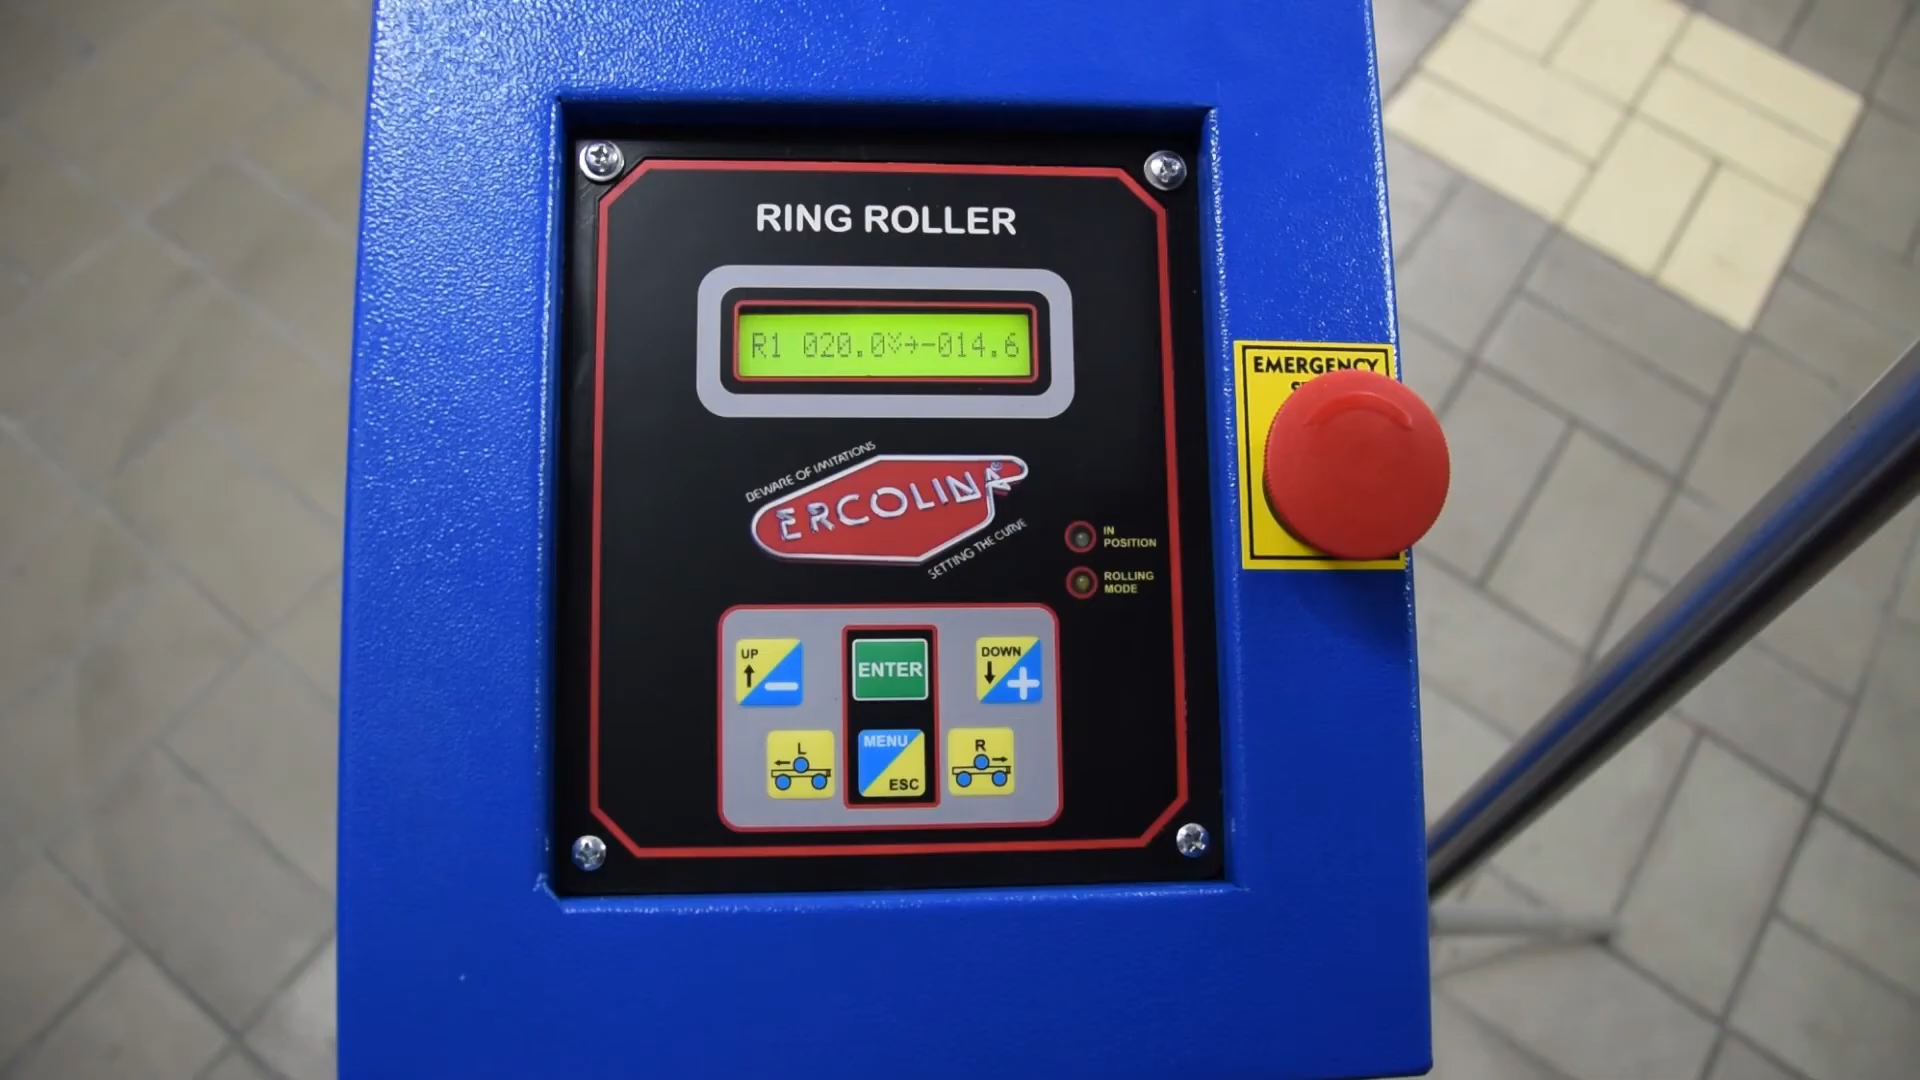 RING ROLLER
R1 020.0%→-014.6
EMERGENCY
BEWARE OF IMITATIONS
ERCOLINA®
SETTING THE CURVE
IN
POSITION
ROLLING
MODE
UP
ENTER
DOWN
L
MENU
ESC
R